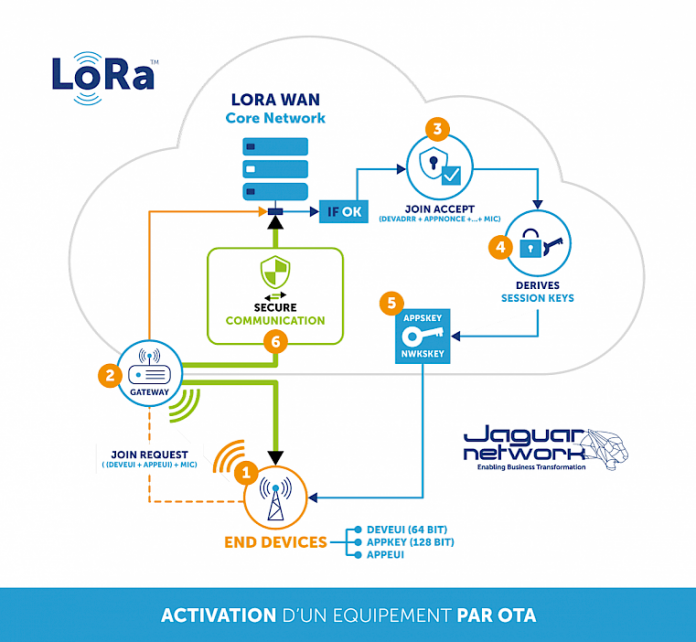 LoRa™
LORA WAN
Core Network
IF OK
3
JOIN ACCEPT
(DEVADRR + APPNONCE +...+ MIC)
4
DERIVES
SESSION KEYS
SECURE
COMMUNICATION
6
5
APPSKEY
NWKSKEY
2
GATEWAY
JOIN REQUEST
( (DEVEUI + APPEUI) + MIC)
Jaguar
network
Enabling Business Transformation
1
END DEVICES
DEVEUI (64 BIT)
APPKEY (128 BIT)
APPEUI
ACTIVATION D'UN EQUIPEMENT PAR OTA